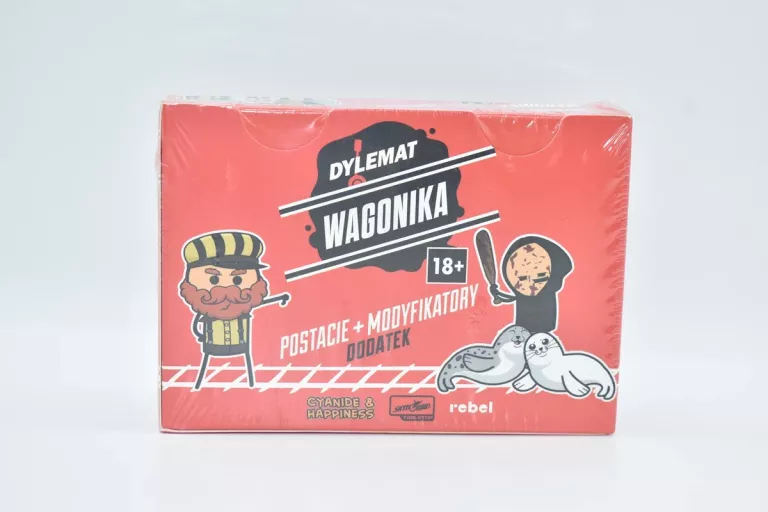 DYLEMAT
WAGONIKA
18+
POSTACIE + MODYFIKATORY
DODATEK
CYANIDE &
HAPPINESS
rebel